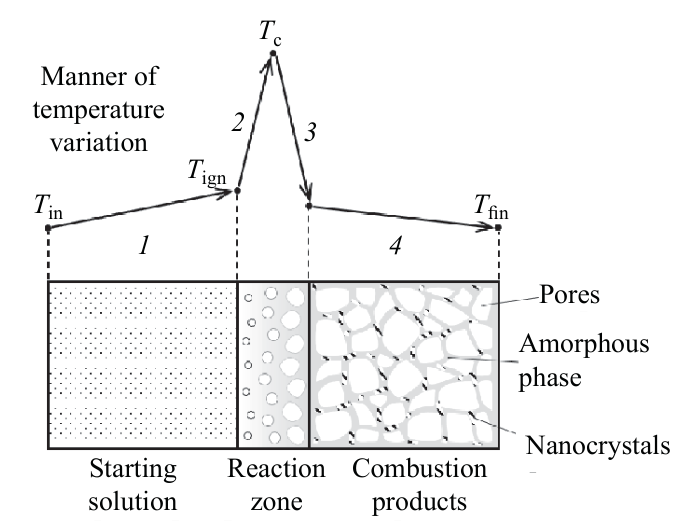 T_c
Manner of
temperature
variation
2
3
T_ign
T_in
T_fin
1
4
Pores
Amorphous
phase
Nanocrystals
Starting
solution
Reaction
zone
Combustion
products